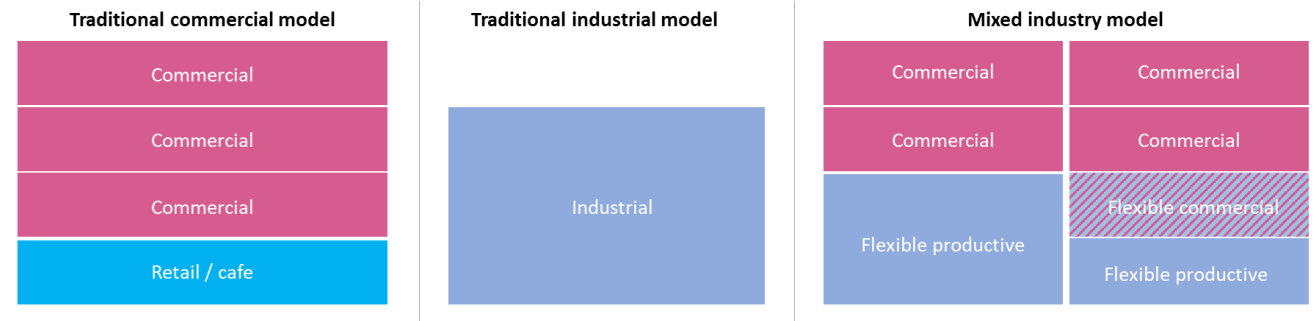 Traditional commercial model
Commercial
Commercial
Commercial
Retail / cafe
Traditional industrial model
Industrial
Mixed industry model
Commercial
Commercial
Flexible productive
Commercial
Commercial
Flexible commercial
Flexible productive